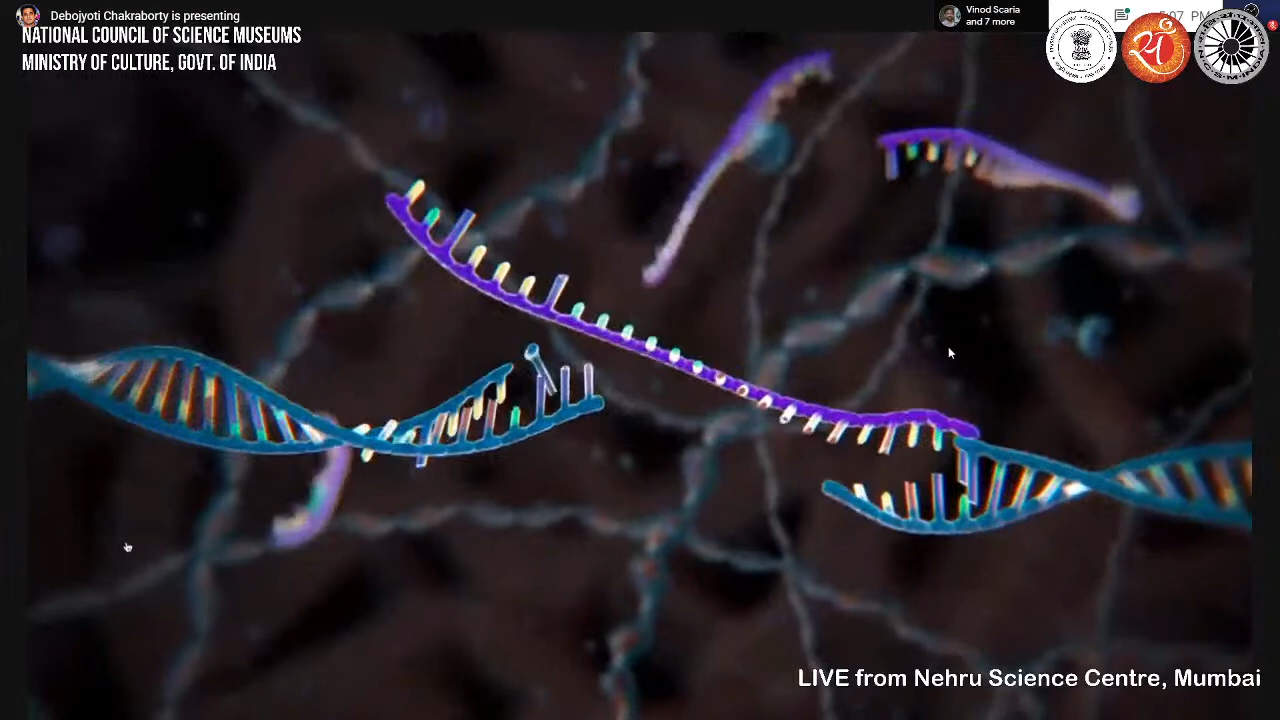 Debojyoti Chakraborty is presenting
NATIONAL COUNCIL OF SCIENCE MUSEUMS
MINISTRY OF CULTURE, GOVT. OF INDIA
Vinod Scaria
and 7 more
PM
LIVE from Nehru Science Centre, Mumbai